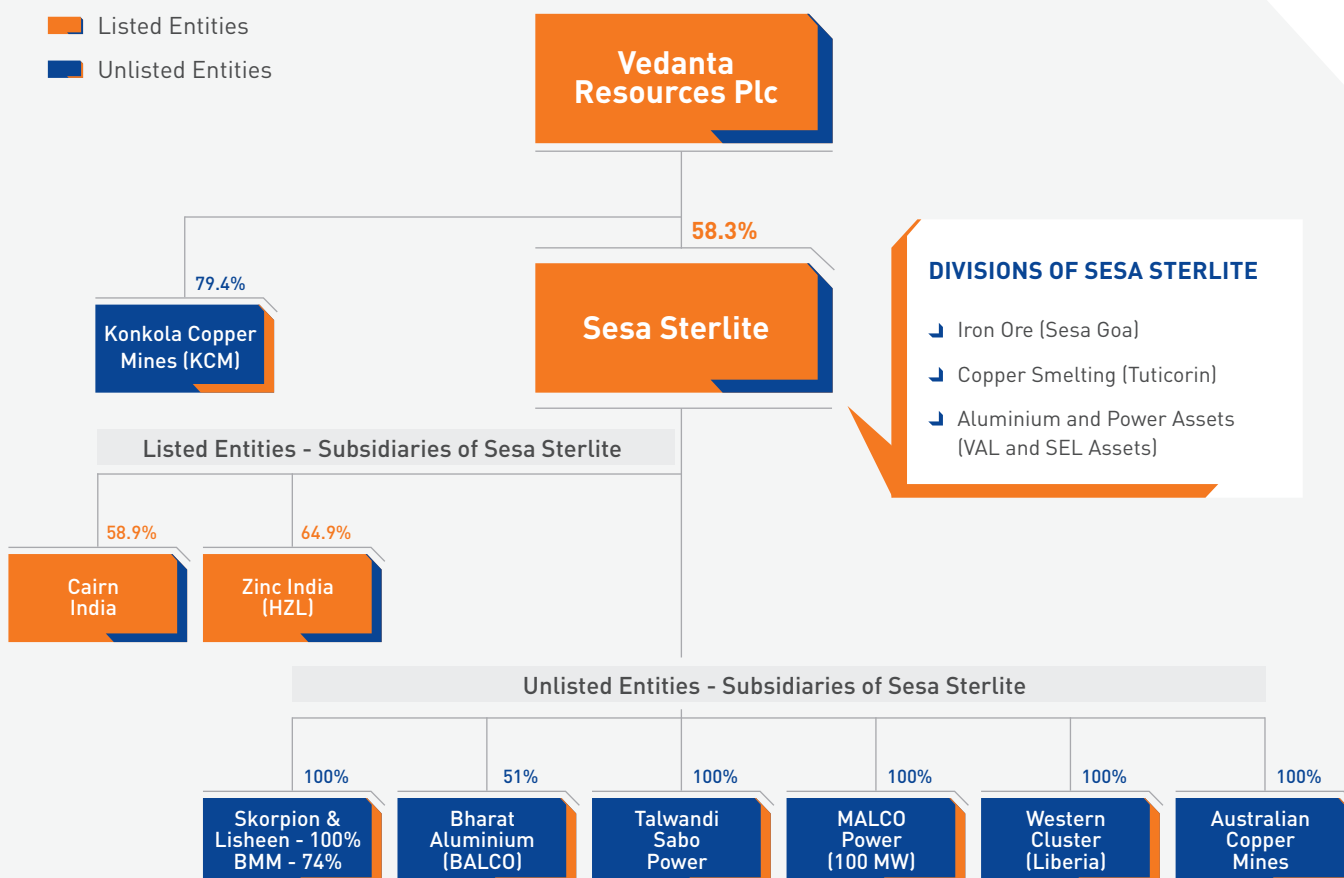 Listed Entities
Unlisted Entities
Vedanta
Resources Plc
58.3%
79.4%
Konkola Copper
Mines (KCM)
Sesa Sterlite
DIVISIONS OF SESA STERLITE
Iron Ore (Sesa Goa)
Copper Smelting (Tuticorin)
Aluminium and Power Assets
(VAL and SEL Assets)
Listed Entities - Subsidiaries of Sesa Sterlite
58.9%
Cairn
India
64.9%
Zinc India
(HZL)
Unlisted Entities - Subsidiaries of Sesa Sterlite
100%
Skorpion &
Lisheen - 100%
BMM - 74%
51%
Bharat
Aluminium
(BALCO)
100%
Talwandi
Sabo
Power
100%
MALCO
Power
(100 MW)
100%
Western
Cluster
(Liberia)
100%
Australian
Copper
Mines